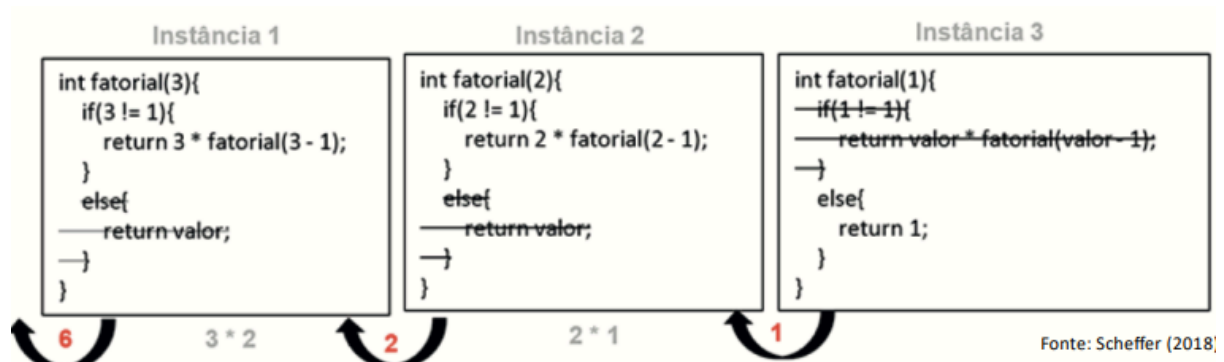 Instância 1
int fatorial(3){
if(3 != 1){
return 3 * fatorial(3 - 1);
}
else{
return valor;
}
}
Instância 2
int fatorial(2){
if(2 != 1){
return 2 * fatorial(2 - 1);
}
else{
return valor;
}
}
Instância 3
int fatorial(1){
if(1 != 1){
return valor * fatorial(valor - 1);
}
else{
return 1;
}
}
6
3 * 2
2
2 * 1
1
Fonte: Scheffer (2018)